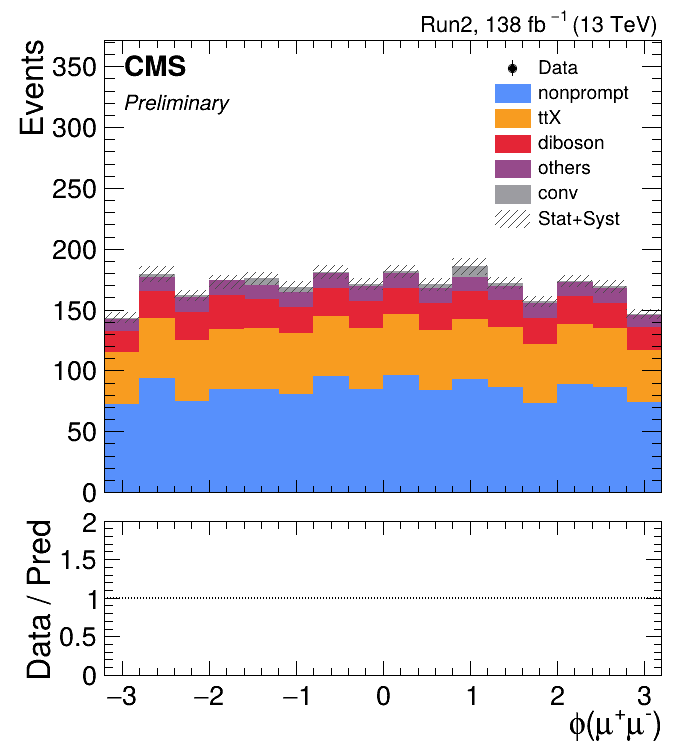 Run2, 138 fb⁻¹ (13 TeV)
CMS
Preliminary
Events
350
300
250
200
150
100
50
0
Data
nonprompt
ttX
diboson
others
conv
Stat+Syst
Data / Pred
2
1.5
1
0.5
0
−3 −2 −1 0 1 2 3
ϕ(μ⁺μ⁻)